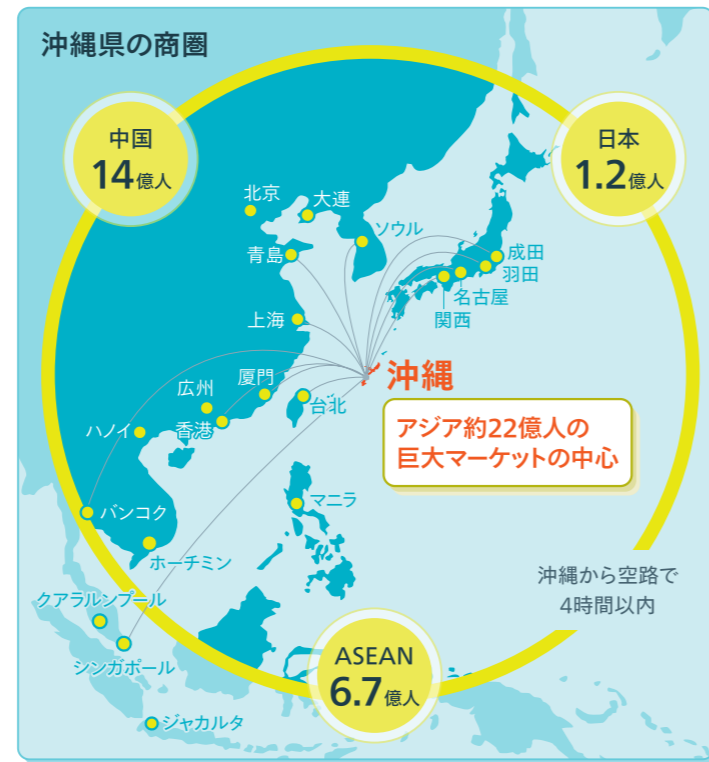 沖縄県の商圏
中国
14億人
日本
1.2億人
北京
大連
ソウル
青島
成田
羽田
名古屋
関西
上海
沖縄
厦門
広州
台北
香港
ハノイ
アジア約22億人の
巨大マーケットの中心
バンコク
マニラ
ホーチミン
沖縄から空路で
4時間以内
クアラルンプール
シンガポール
ASEAN
6.7億人
ジャカルタ